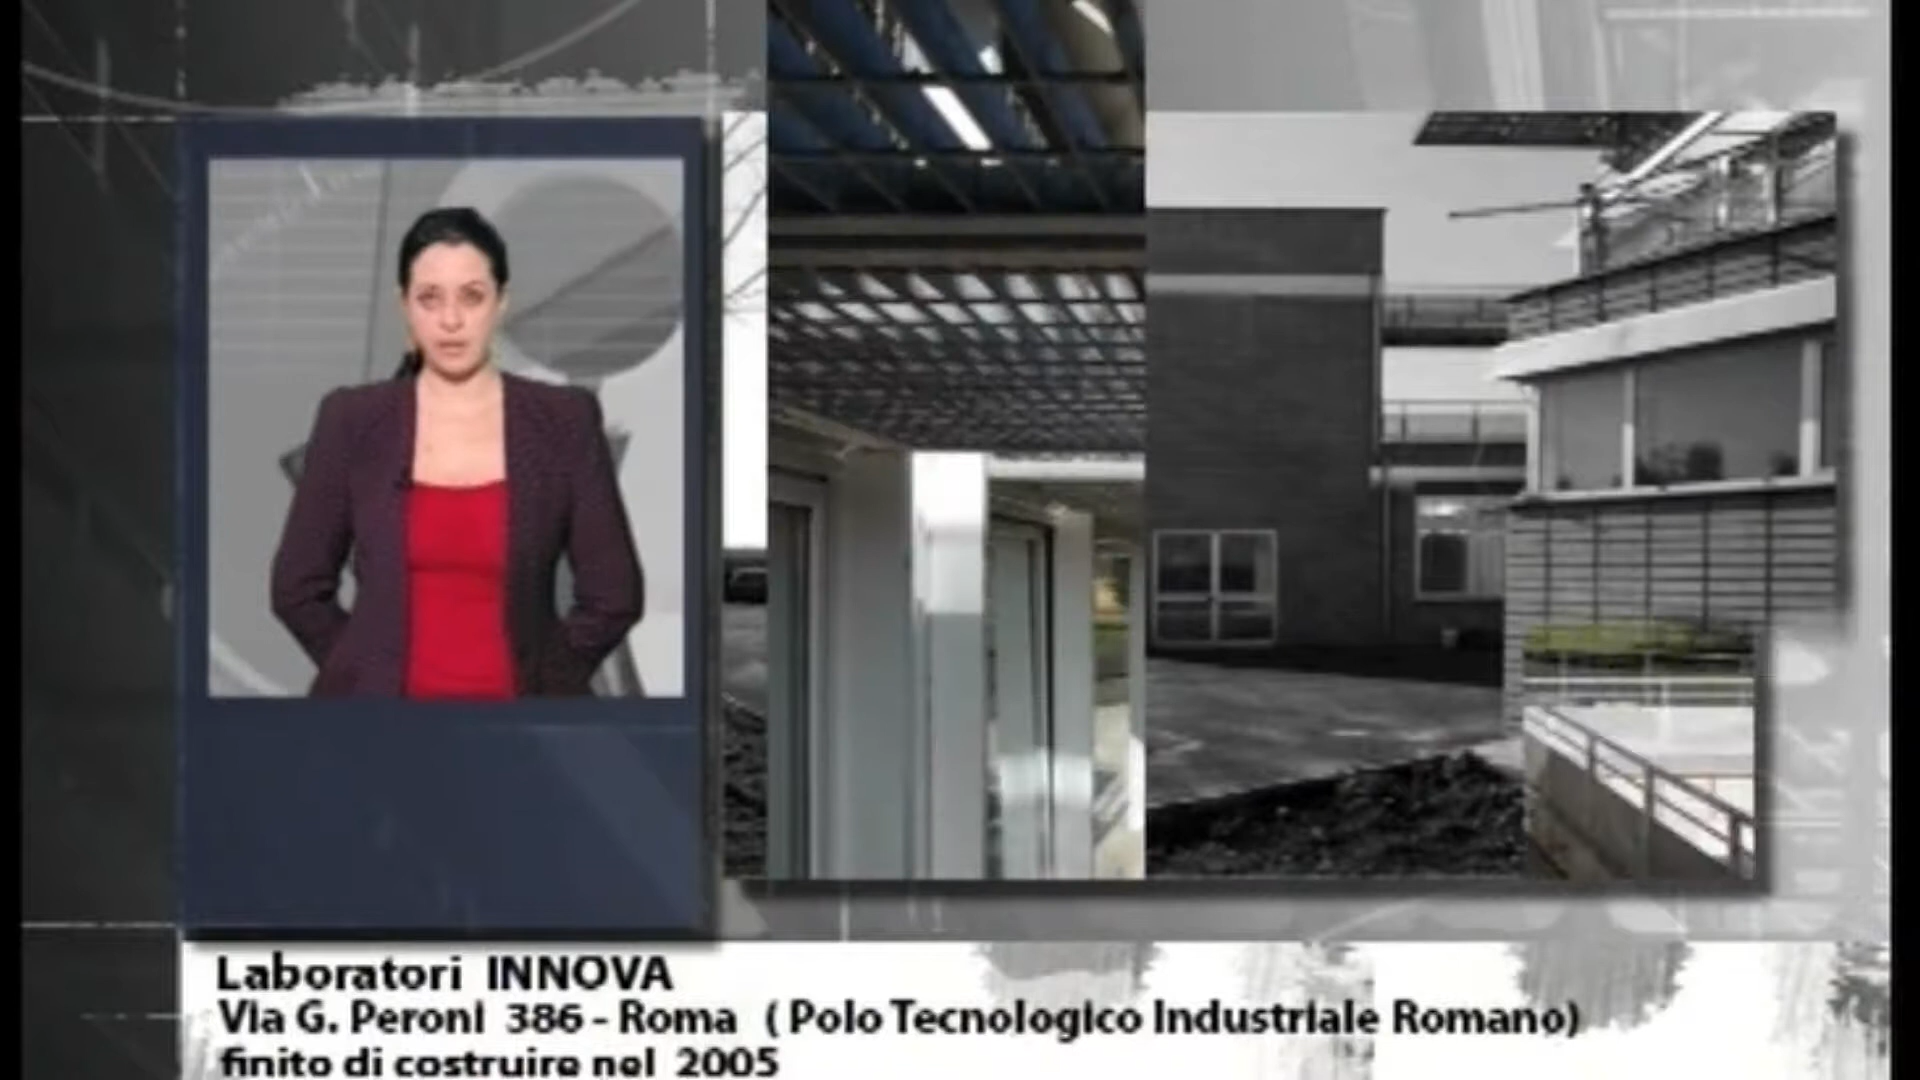 Laboratori INNOVA
Via G. Peroni 386 - Roma ( Polo Tecnologico Industriale Romano)
finito di costruire nel 2005